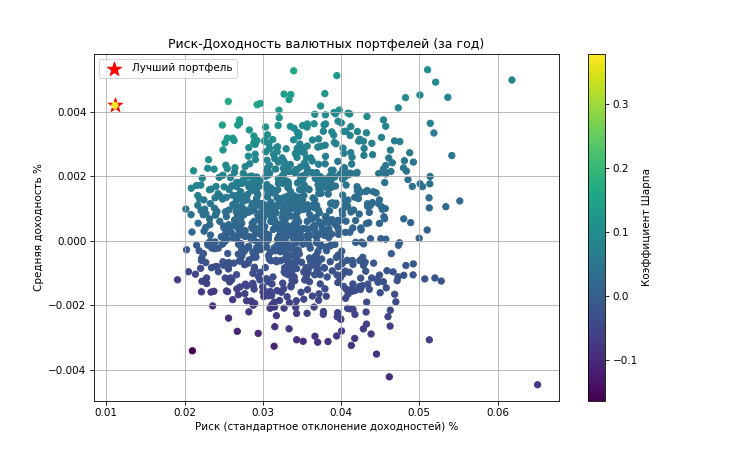 Риск-Доходность валютных портфелей (за год)
Лучший портфель
0.004
0.002
0.000
−0.002
−0.004
Средняя доходность %
0.01 0.02 0.03 0.04 0.05 0.06
Риск (стандартное отклонение доходностей) %
0.3
0.2
0.1
0.0
−0.1
Коэффициент Шарпа